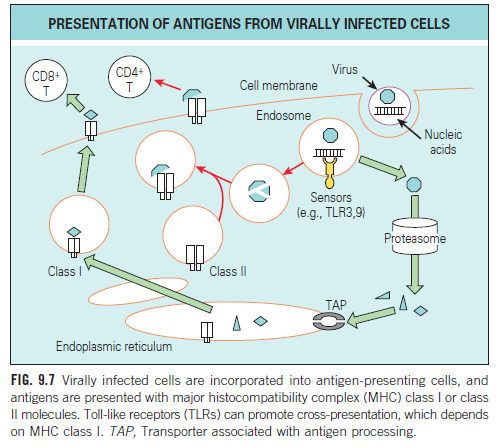 PRESENTATION OF ANTIGENS FROM VIRALLY INFECTED CELLS
CD8+
T
CD4+
T
Cell membrane
Virus
Endosome
Nucleic
acids
Sensors
(e.g., TLR3,9)
Proteasome
Class I
Class II
TAP
Endoplasmic reticulum
FIG. 9.7 Virally infected cells are incorporated into antigen-presenting cells, and
antigens are presented with major histocompatibility complex (MHC) class I or class
II molecules. Toll-like receptors (TLRs) can promote cross-presentation, which depends
on MHC class I. TAP, Transporter associated with antigen processing.